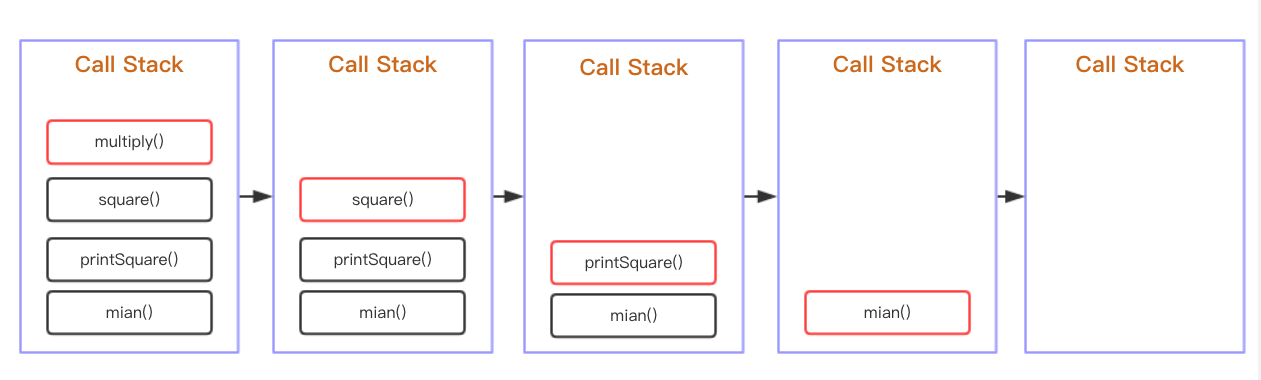 Call Stack
multiply()
square()
printSquare()
mian()
Call Stack
square()
printSquare()
mian()
Call Stack
printSquare()
mian()
Call Stack
mian()
Call Stack